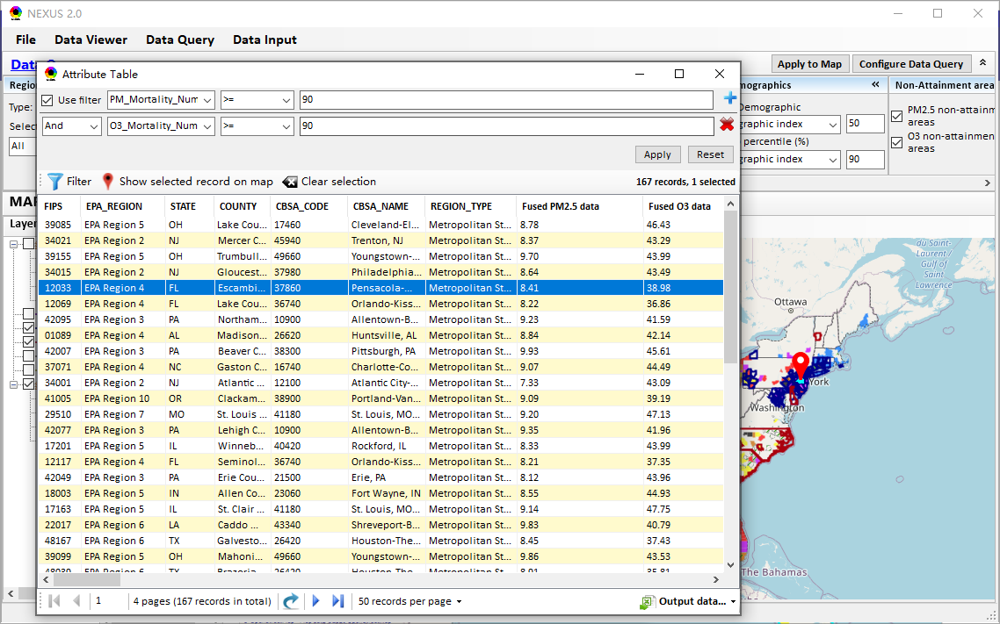 NEXUS 2.0
File Data Viewer Data Query Data Input
Data
Apply to Map Configure Data Query
Attribute Table
Use filter PM_Mortality_Num >= 90
And O3_Mortality_Num >= 90
Apply Reset
Filter Show selected record on map Clear selection 167 records, 1 selected
FIPS EPA_REGION STATE COUNTY CBSA_CODE CBSA_NAME REGION_TYPE Fused PM2.5 data Fused O3 data
39085 EPA Region 5 OH Lake Cou... 17460 Cleveland-El... Metropolitan St... 8.78 46.43
34021 EPA Region 2 NJ Mercer C... 45940 Trenton, NJ Metropolitan St... 8.37 43.29
39155 EPA Region 5 OH Trumbull... 49660 Youngstown-... Metropolitan St... 9.70 43.99
34015 EPA Region 2 NJ Gloucest... 37980 Philadelphia... Metropolitan St... 8.64 43.49
12033 EPA Region 4 FL Escambi... 37860 Pensacola-... Metropolitan St... 8.41 38.98
12069 EPA Region 4 FL Lake Cou... 36740 Orlando-Kiss... Metropolitan St... 8.22 36.86
42095 EPA Region 3 PA Northam... 10900 Allentown-B... Metropolitan St... 9.23 41.59
01089 EPA Region 4 AL Madison... 26620 Huntsville, AL Metropolitan St... 8.84 42.14
42007 EPA Region 3 PA Beaver C... 38300 Pittsburgh, PA Metropolitan St... 9.93 45.61
37071 EPA Region 4 NC Gaston C... 16740 Charlotte-Co... Metropolitan St... 9.07 44.49
34001 EPA Region 2 NJ Atlantic ... 12100 Atlantic City-... Metropolitan St... 7.33 43.09
41005 EPA Region 10 OR Clackam... 38900 Portland-Van... Metropolitan St... 9.09 39.19
29510 EPA Region 7 MO St. Louis ... 41180 St. Louis, MO... Metropolitan St... 9.20 47.13
42077 EPA Region 3 PA Lehigh C... 10900 Allentown-B... Metropolitan St... 9.35 41.96
17201 EPA Region 5 IL Winneb... 40420 Rockford, IL Metropolitan St... 8.33 43.99
12117 EPA Region 4 FL Seminol... 36740 Orlando-Kiss... Metropolitan St... 8.21 37.35
42049 EPA Region 3 PA Erie Cou... 21500 Erie, PA Metropolitan St... 8.12 43.96
18003 EPA Region 5 IN Allen Co... 23060 Fort Wayne, IN Metropolitan St... 8.55 44.93
17163 EPA Region 5 IL St. Clair ... 41180 St. Louis, MO... Metropolitan St... 9.14 47.75
22017 EPA Region 6 LA Caddo ... 43340 Shreveport-B... Metropolitan St... 9.83 40.79
48167 EPA Region 6 TX Galvesto... 26420 Houston-The... Metropolitan St... 8.45 37.43
39099 EPA Region 5 OH Mahoni... 49660 Youngstown-... Metropolitan St... 9.86 43.53
48039 EPA Region 6 TX Brazoria... 26420 Houston-The... Metropolitan St... 8.91 35.81
1 4 pages (167 records in total) 50 records per page Output data...
Regio
Type:
Selec
All
MAP
Layer
mographics
Demographic
graphic index 50
percentile (%)
graphic index 90
Non-Attainment area
PM2.5 non-attainm
areas
O3 non-attainmen
areas
du Saint-
Laurent /
Gulf of
Saint
Lawrence
Ottawa
York
Washington
The Bahamas